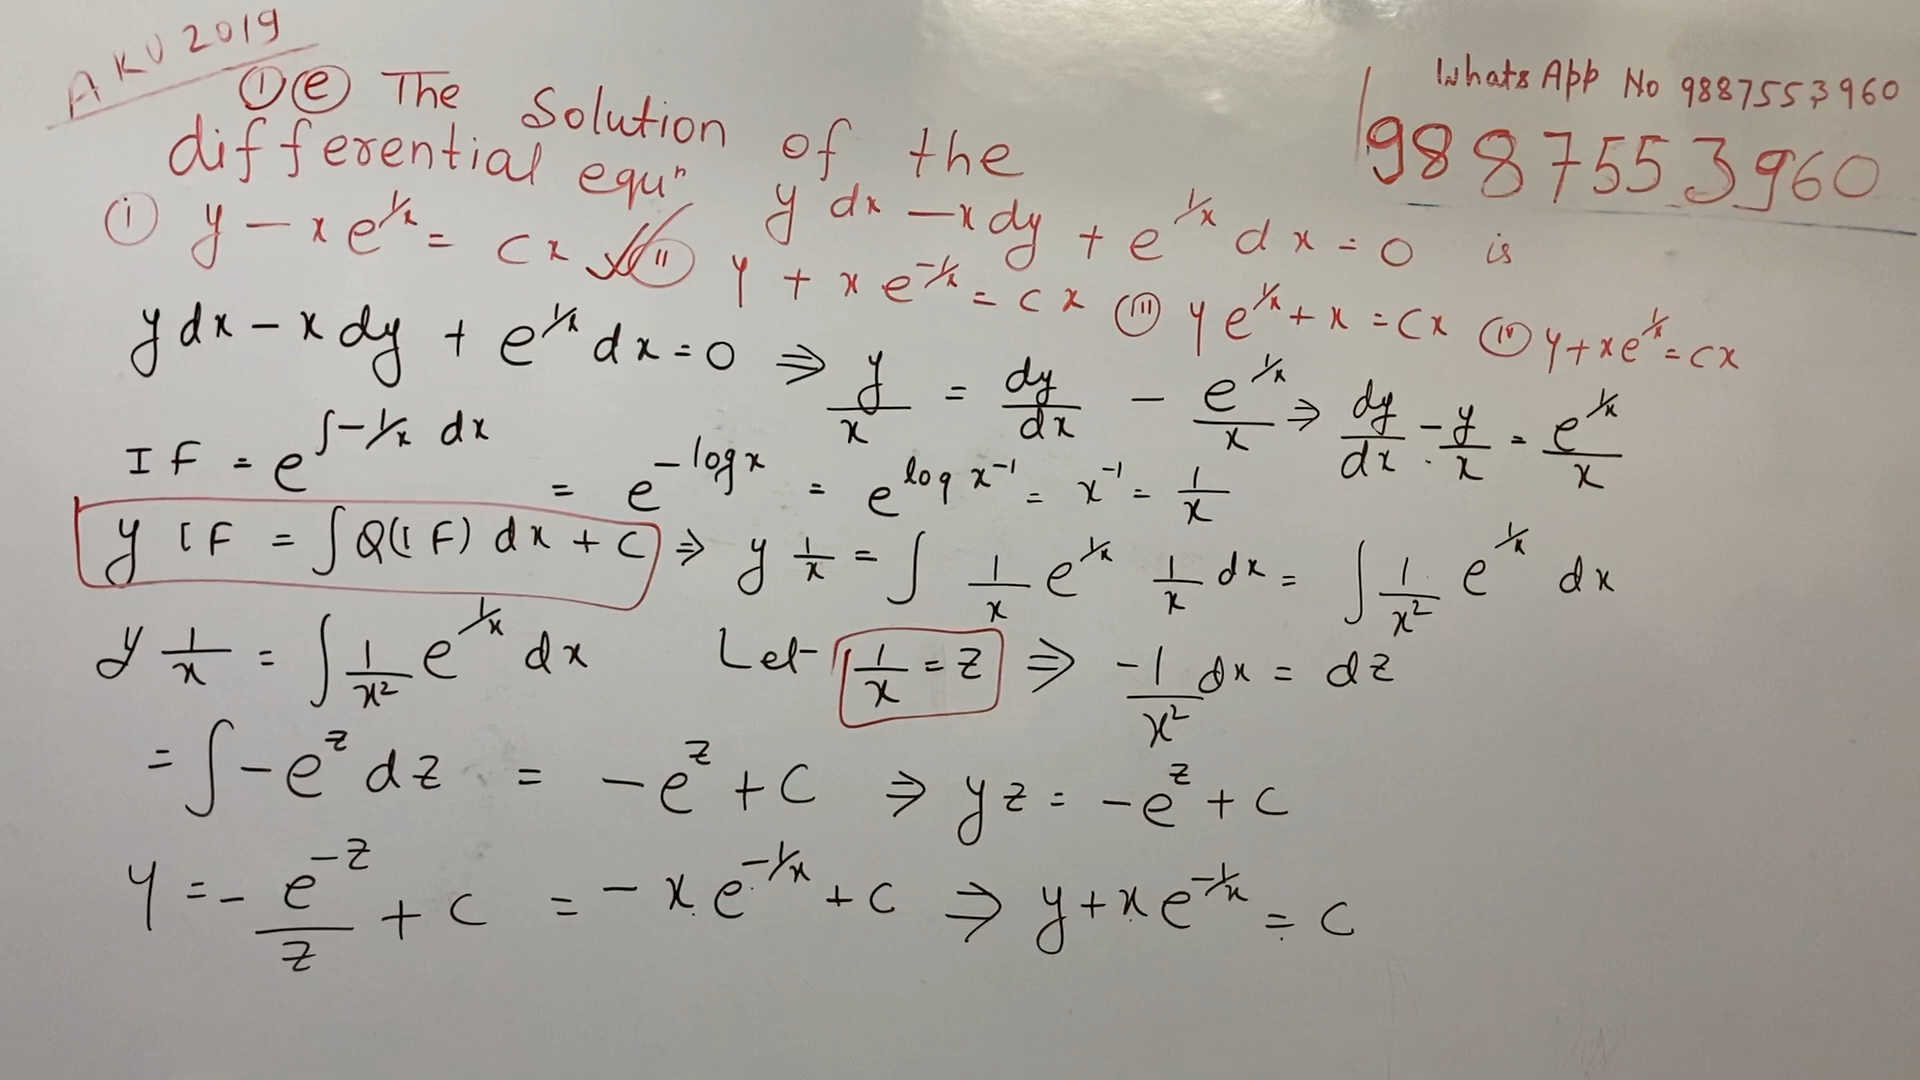 AKU 2019
WhatsApp No 9887553960
9887553960
① ⓔ The Solution of the
differential equⁿ y dx - x dy + e^{1/x} dx = 0 is
ⓘ y - x e^{1/x} = cx ✓ ⓘⓘ y + x e^{-1/x} = cx ⓘⓘⓘ y e^{1/x} + x = cx ⓘⓥ y + x e^{1/x} = cx
y dx - x dy + e^{1/x} dx = 0 ⇒ y/x = dy/dx - e^{1/x}/x ⇒ dy/dx - y/x = e^{1/x}/x
IF = e^{∫-1/x dx} = e^{-log x} = e^{log x^{-1}} = x^{-1} = 1/x
y IF = ∫Q(IF) dx + C ⇒ y 1/x = ∫ 1/x e^{1/x} 1/x dx = ∫ 1/x² e^{1/x} dx
y 1/x = ∫ 1/x² e^{1/x} dx Let 1/x = z ⇒ -1/x² dx = dz
= ∫ -e^z dz = -e^z + C ⇒ yz = -e^z + C
y = - e^{-z}/z + C = - x e^{-1/x} + C ⇒ y + x e^{-1/x} = C